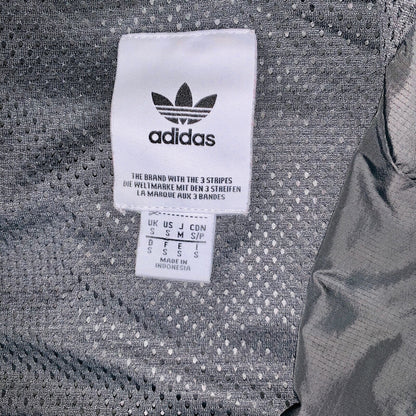 adidas
THE BRAND WITH THE 3 STRIPES
DIE WELTMARKE MIT DEN 3 STREIFEN
LA MARQUE AUX 3 BANDES
UK US J CDN
S S M S/P
D F E I
S S S S
MADE IN
INDONESIA